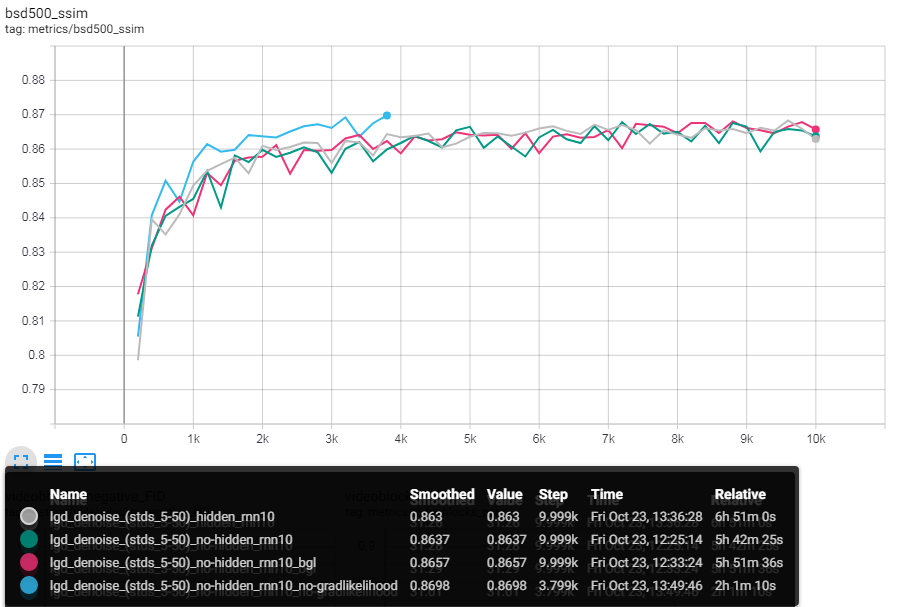 bsd500_ssim
tag: metrics/bsd500_ssim
0.88
0.87
0.86
0.85
0.84
0.83
0.82
0.81
0.8
0.79
0 1k 2k 3k 4k 5k 6k 7k 8k 9k 10k
Name Smoothed Value Step Time Relative
lgd_denoise_(stds_5-50)_hidden_rnn10 0.863 0.863 9.999k Fri Oct 23, 13:36:28 6h 51m 0s
lgd_denoise_(stds_5-50)_no-hidden_rnn10 0.8637 0.8637 9.999k Fri Oct 23, 12:25:14 5h 42m 25s
lgd_denoise_(stds_5-50)_no-hidden_rnn10_bgl 0.8657 0.8657 9.999k Fri Oct 23, 12:33:24 5h 51m 36s
lgd_denoise_(stds_5-50)_no-hidden_rnn10_no-gradlikelihood 0.8698 0.8698 3.799k Fri Oct 23, 13:49:46 2h 1m 10s